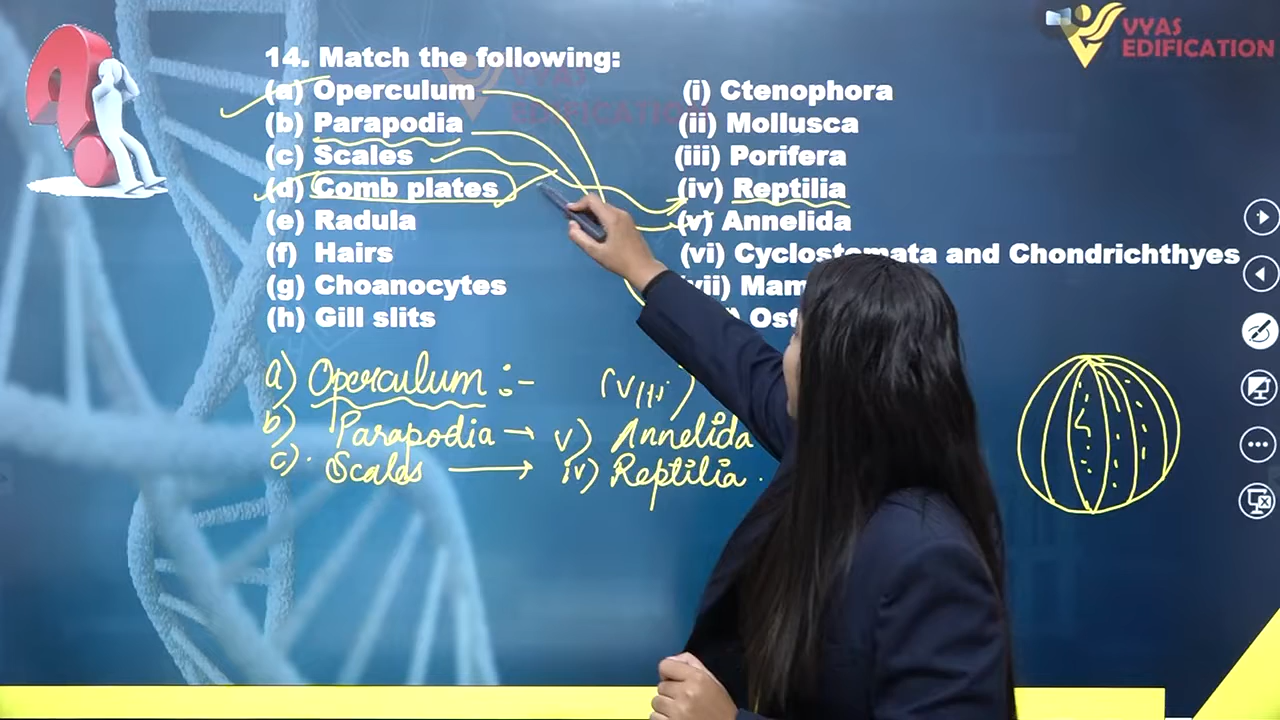 VYAS
EDIFICATION
14. Match the following:
(a) Operculum (i) Ctenophora
(b) Parapodia (ii) Mollusca
(c) Scales (iii) Porifera
(d) Comb plates (iv) Reptilia
(e) Radula (v) Annelida
(f) Hairs (vi) Cyclostomata and Chondrichthyes
(g) Choanocytes
(h) Gill slits
a) Operculum :-
b) Parapodia → v) Annelida
c). Scales → iv) Reptilia.